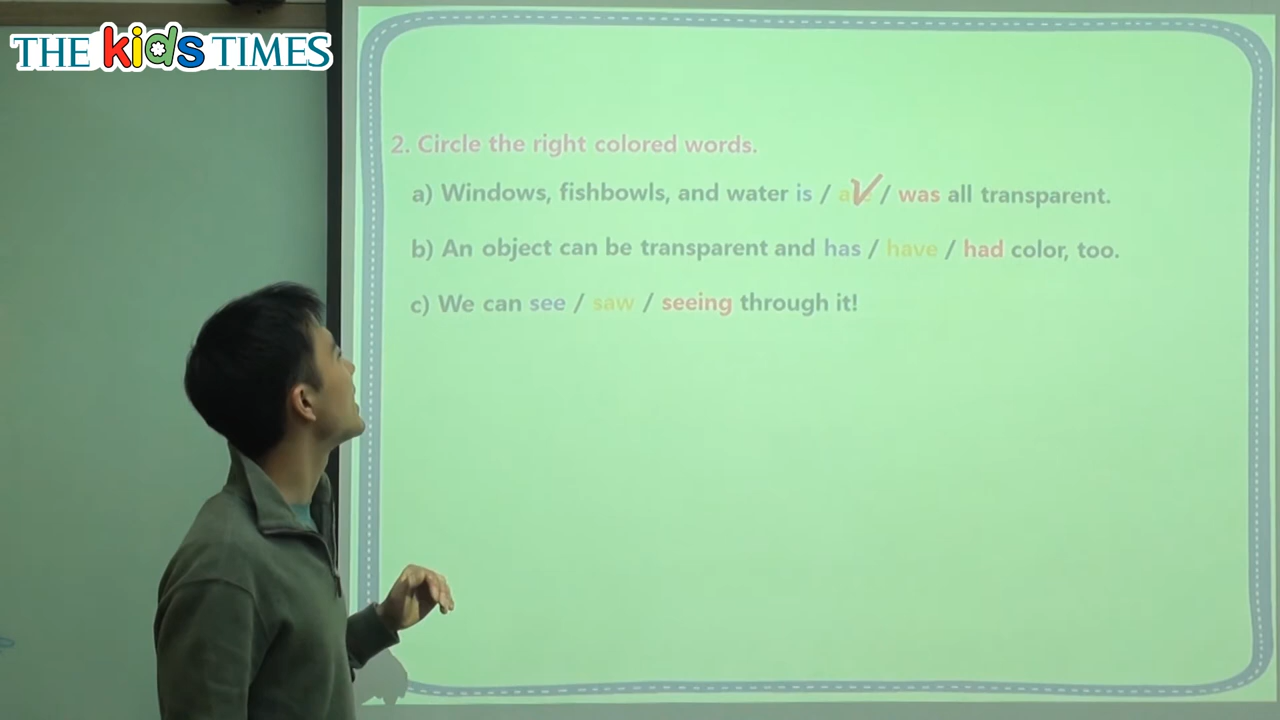 THE kids TIMES
2. Circle the right colored words.
a) Windows, fishbowls, and water is / / was all transparent.
b) An object can be transparent and has / have / had color, too.
c) We can see / saw / seeing through it!